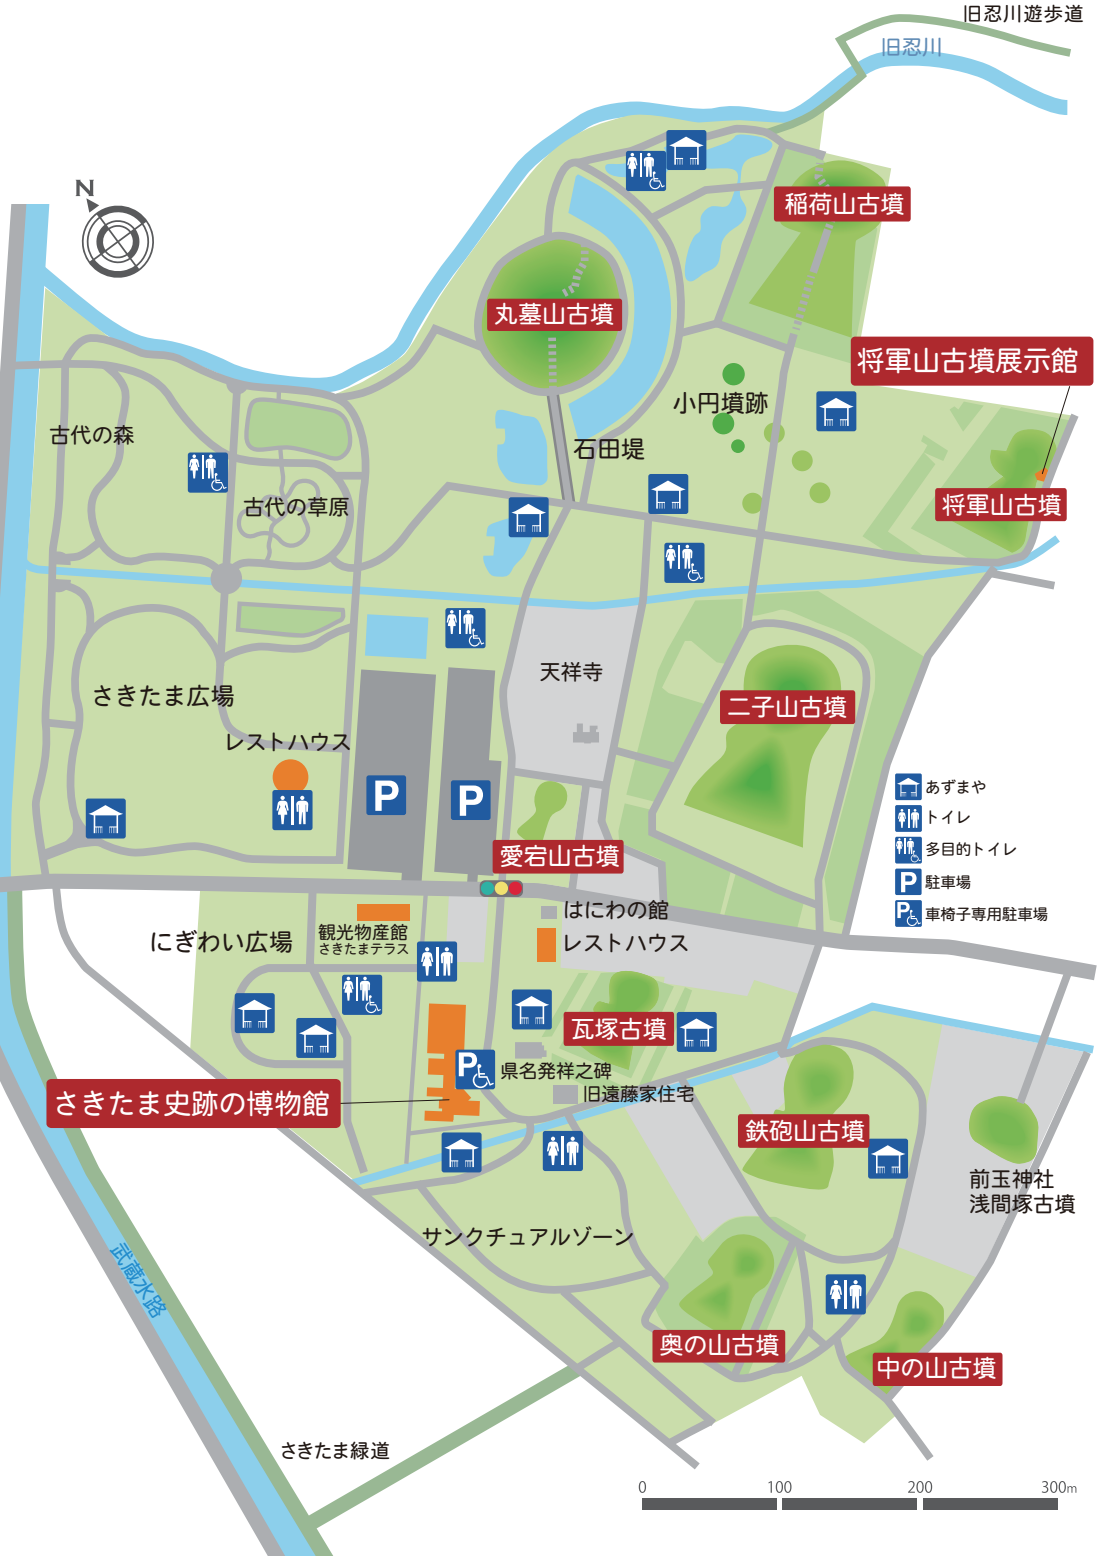 旧忍川遊歩道
旧忍川
N
稲荷山古墳
丸墓山古墳
将軍山古墳展示館
小円墳跡
古代の森
石田堤
古代の草原
将軍山古墳
天祥寺
さきたま広場
二子山古墳
レストハウス
P
P
あずまや
トイレ
多目的トイレ
P 駐車場
P 車椅子専用駐車場
愛宕山古墳
はにわの館
レストハウス
にぎわい広場
観光物産館
さきたまテラス
瓦塚古墳
P
県名発祥之碑
旧遠藤家住宅
さきたま史跡の博物館
鉄砲山古墳
前玉神社
浅間塚古墳
サンクチュアルゾーン
武蔵水路
奥の山古墳
中の山古墳
さきたま緑道
0 100 200 300m